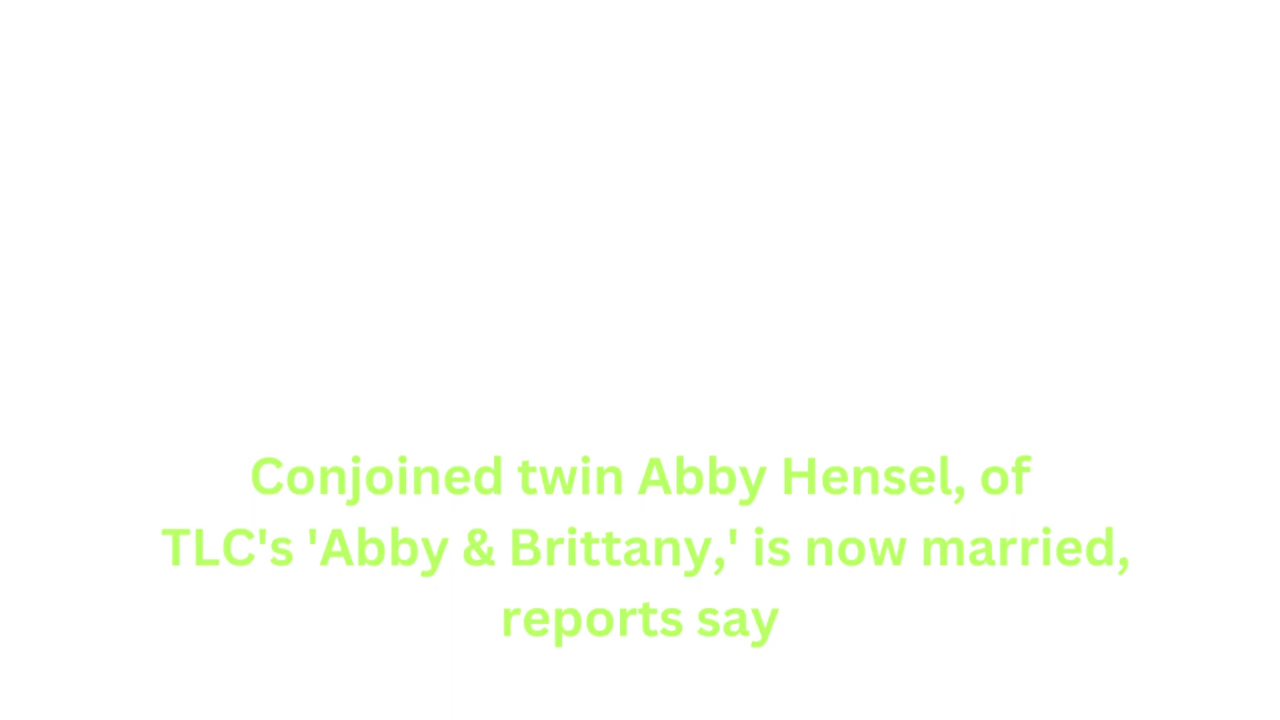 Conjoined twin Abby Hensel, of
TLC's 'Abby & Brittany,' is now married,
reports say